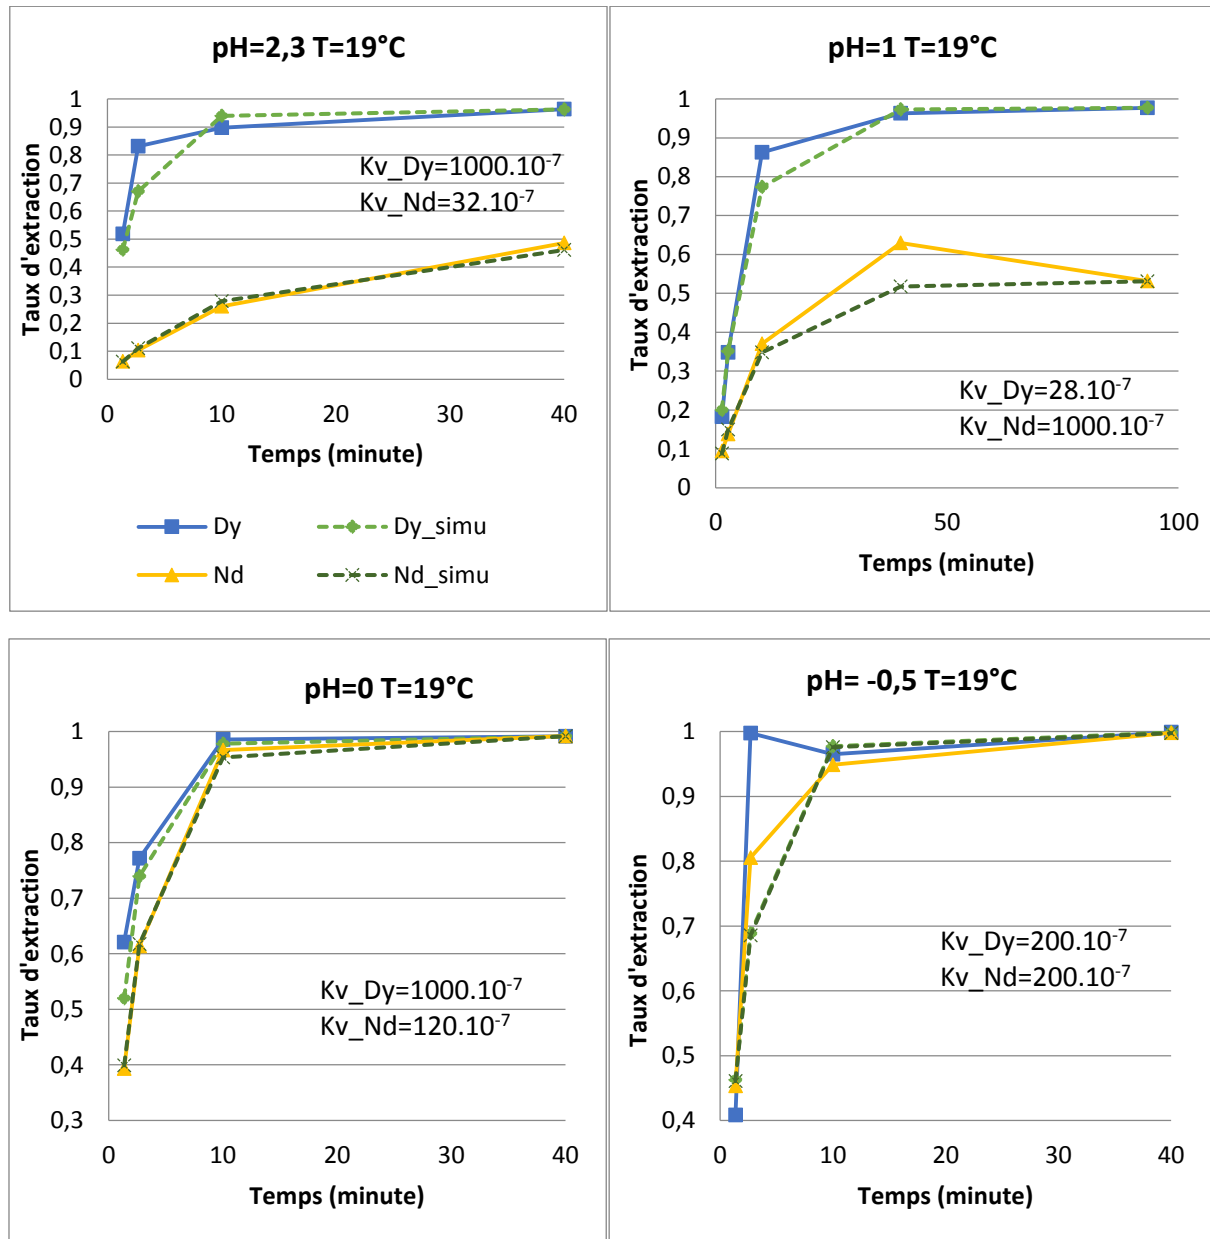 pH=2,3 T=19°C
1
0,9
0,8
0,7
0,6
0,5
0,4
0,3
0,2
0,1
0
Taux d'extraction
Kv_Dy=1000.10⁻⁷
Kv_Nd=32.10⁻⁷
0 10 20 30 40
Temps (minute)
Dy
Dy_simu
Nd
Nd_simu
pH=1 T=19°C
1
0,9
0,8
0,7
0,6
0,5
0,4
0,3
0,2
0,1
0
Taux d'extraction
Kv_Dy=28.10⁻⁷
Kv_Nd=1000.10⁻⁷
0 50 100
Temps (minute)
pH=0 T=19°C
1
0,9
0,8
0,7
0,6
0,5
0,4
0,3
Taux d'extraction
Kv_Dy=1000.10⁻⁷
Kv_Nd=120.10⁻⁷
0 10 20 30 40
Temps (minute)
pH= -0,5 T=19°C
1
0,9
0,8
0,7
0,6
0,5
0,4
Taux d'extraction
Kv_Dy=200.10⁻⁷
Kv_Nd=200.10⁻⁷
0 10 20 30 40
Temps (minute)